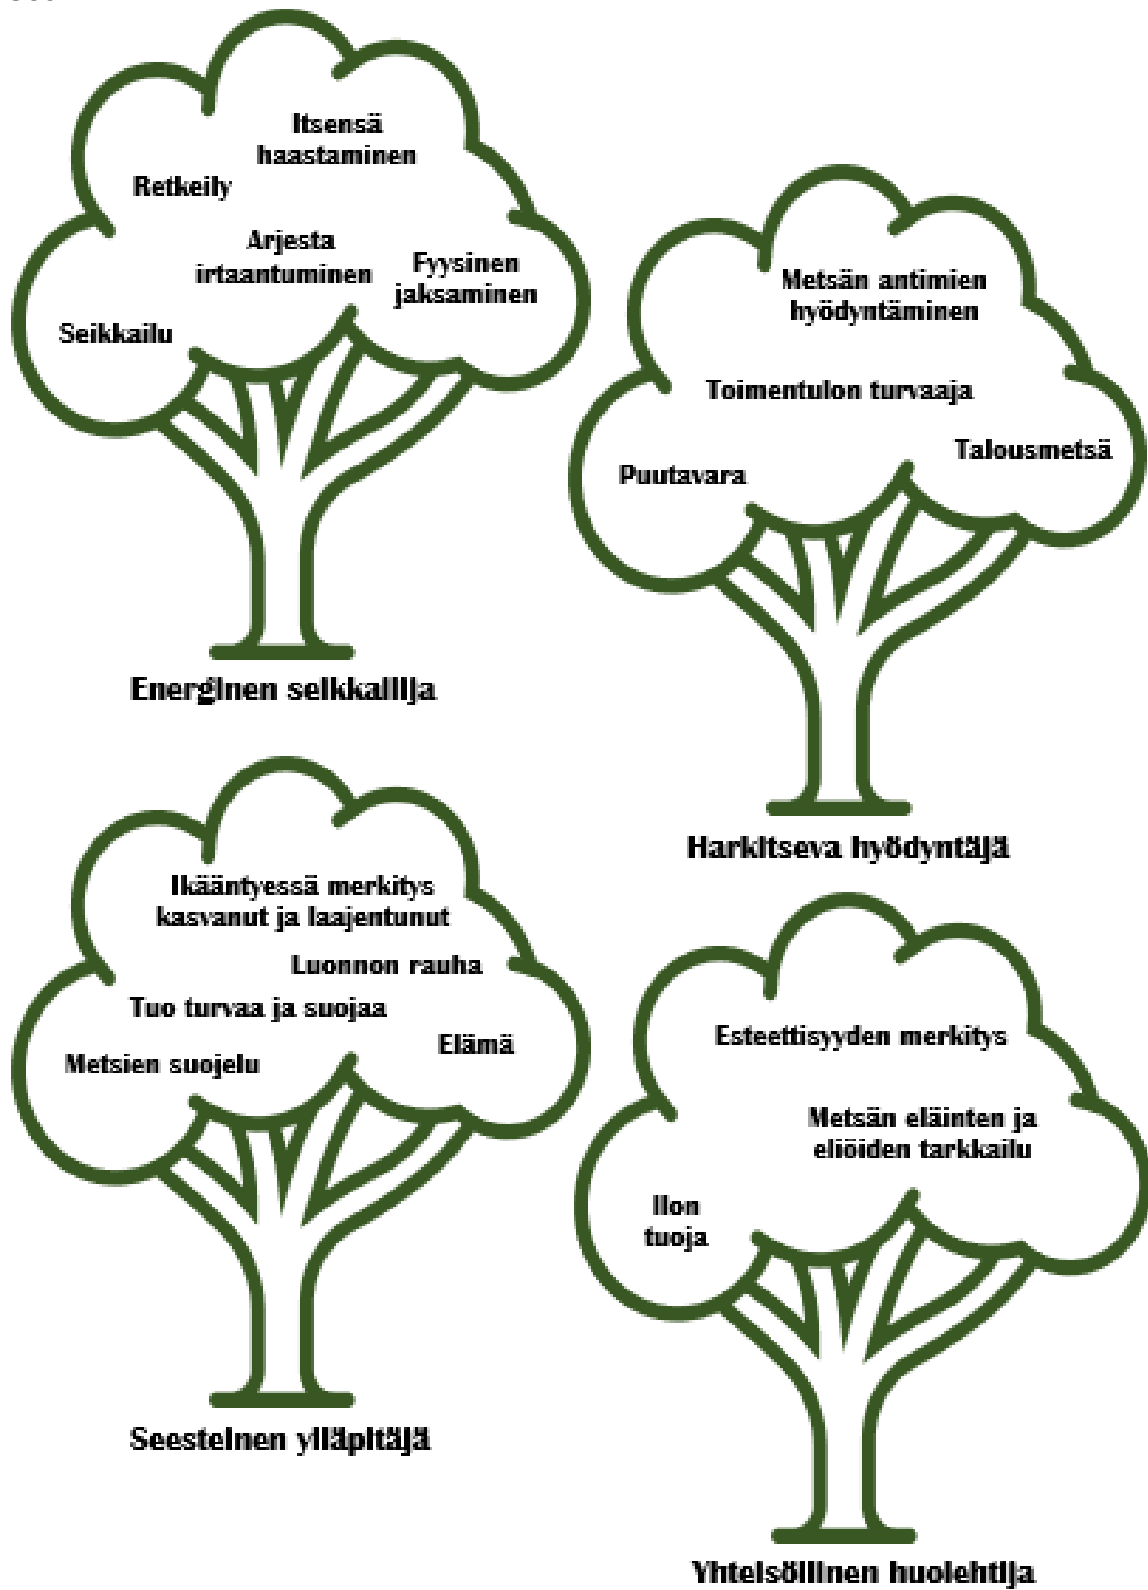 Itsensä
haastaminen
Retkeily
Arjesta
irtaantuminen
Fyysinen
jaksaminen
Seikkailu
Energinen seikkailija
Metsän antimien
hyödyntäminen
Toimentulon turvaaja
Talousmetsä
Puutavara
Harkitseva hyödyntäjä
Ikääntyessä merkitys
kasvanut ja laajentunut
Luonnon rauha
Tuo turvaa ja suojaa
Elämä
Metsien suojelu
Seesteinen ylläpitäjä
Esteettisyyden merkitys
Metsän eläinten ja
eliöiden tarkkailu
Ilon
tuoja
Yhteisöllinen huolehtija